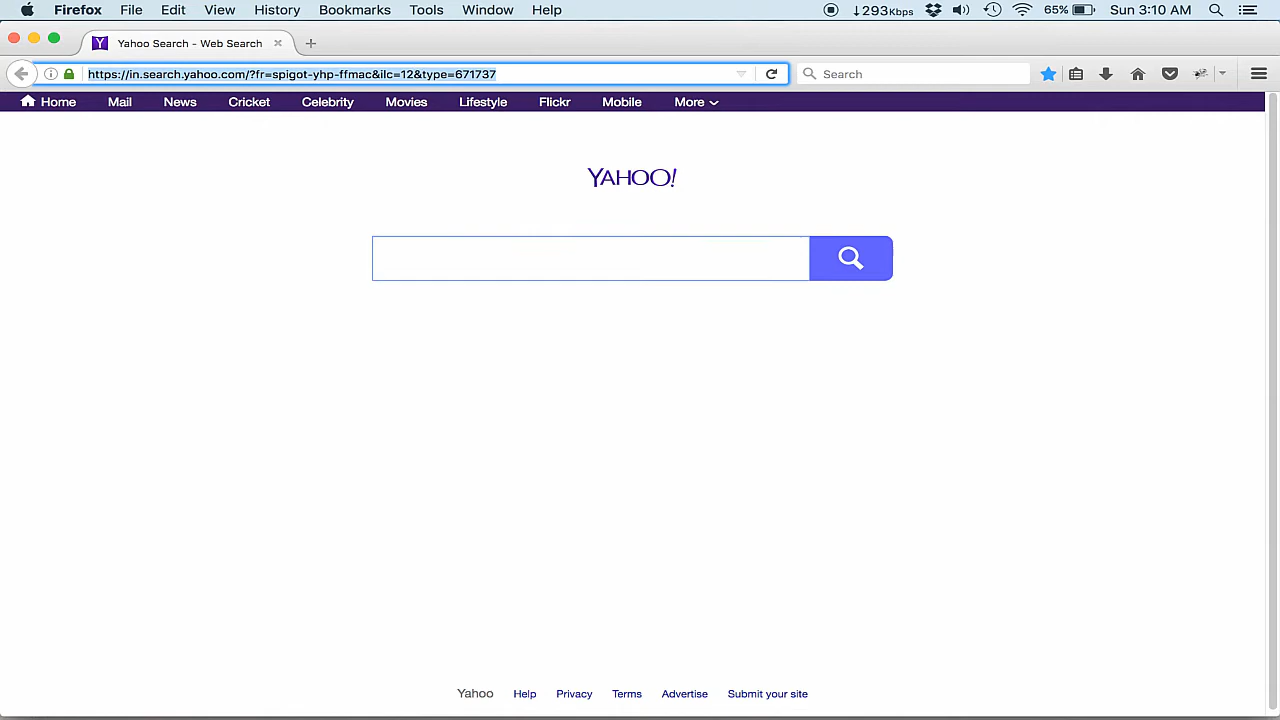 Firefox File Edit View History Bookmarks Tools Window Help ↓293Kbps 65% Sun 3:10 AM
Yahoo Search - Web Search
https://in.search.yahoo.com/?fr=spigot-yhp-ffmac&ilc=12&type=671737 Search
Home Mail News Cricket Celebrity Movies Lifestyle Flickr Mobile More
YAHOO!
Yahoo Help Privacy Terms Advertise Submit your site